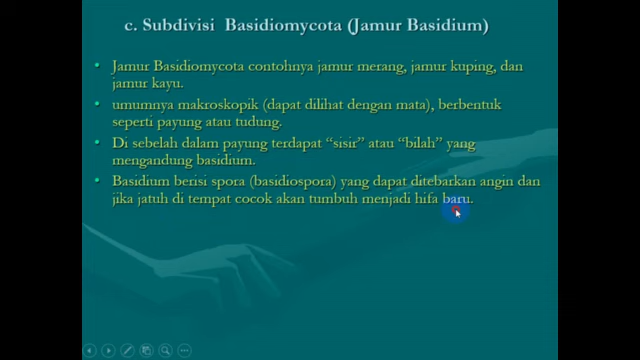 c. Subdivisi Basidiomycota (Jamur Basidium)
• Jamur Basidiomycota contohnya jamur merang, jamur kuping, dan
jamur kayu.
• umumnya makroskopik (dapat dilihat dengan mata), berbentuk
seperti payung atau tudung.
• Di sebelah dalam payung terdapat “sisir” atau “bilah” yang
mengandung basidium.
• Basidium berisi spora (basidiospora) yang dapat ditebarkan angin dan
jika jatuh di tempat cocok akan tumbuh menjadi hifa baru.